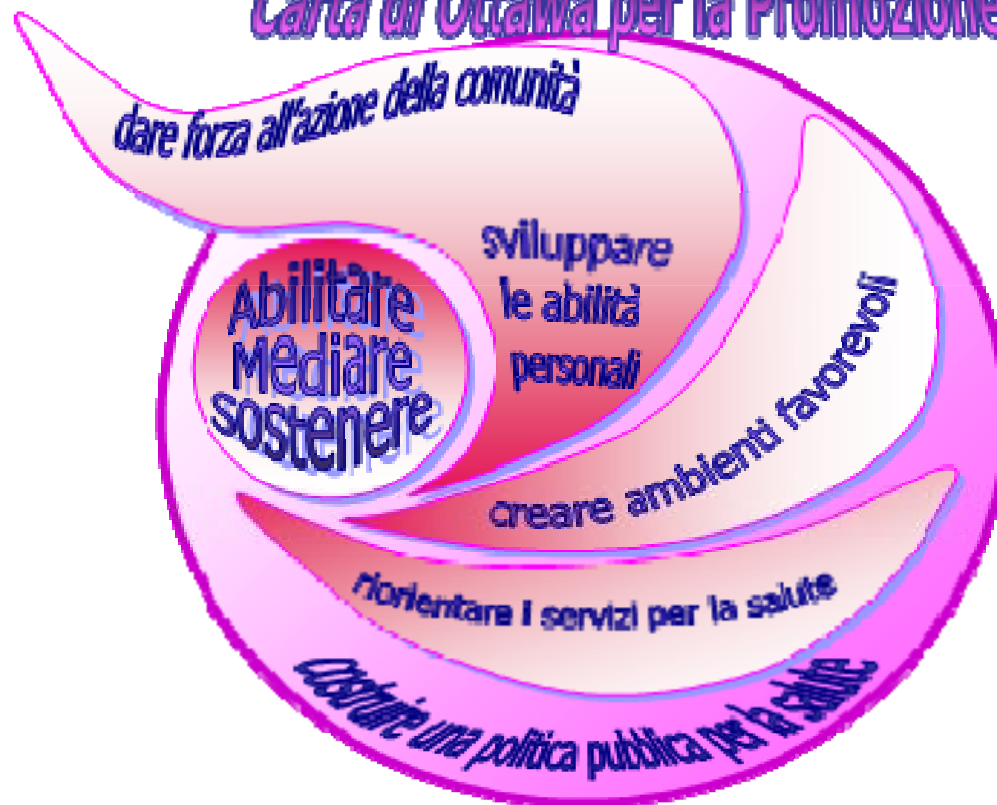 Carta di Ottawa per la Promozione
dare forza all'azione della comunità
sviluppare
le abilità
personali
Abilitare
Mediare
sostenere
creare ambienti favorevoli
riorientare i servizi per la salute
costruire una politica pubblica per la salute